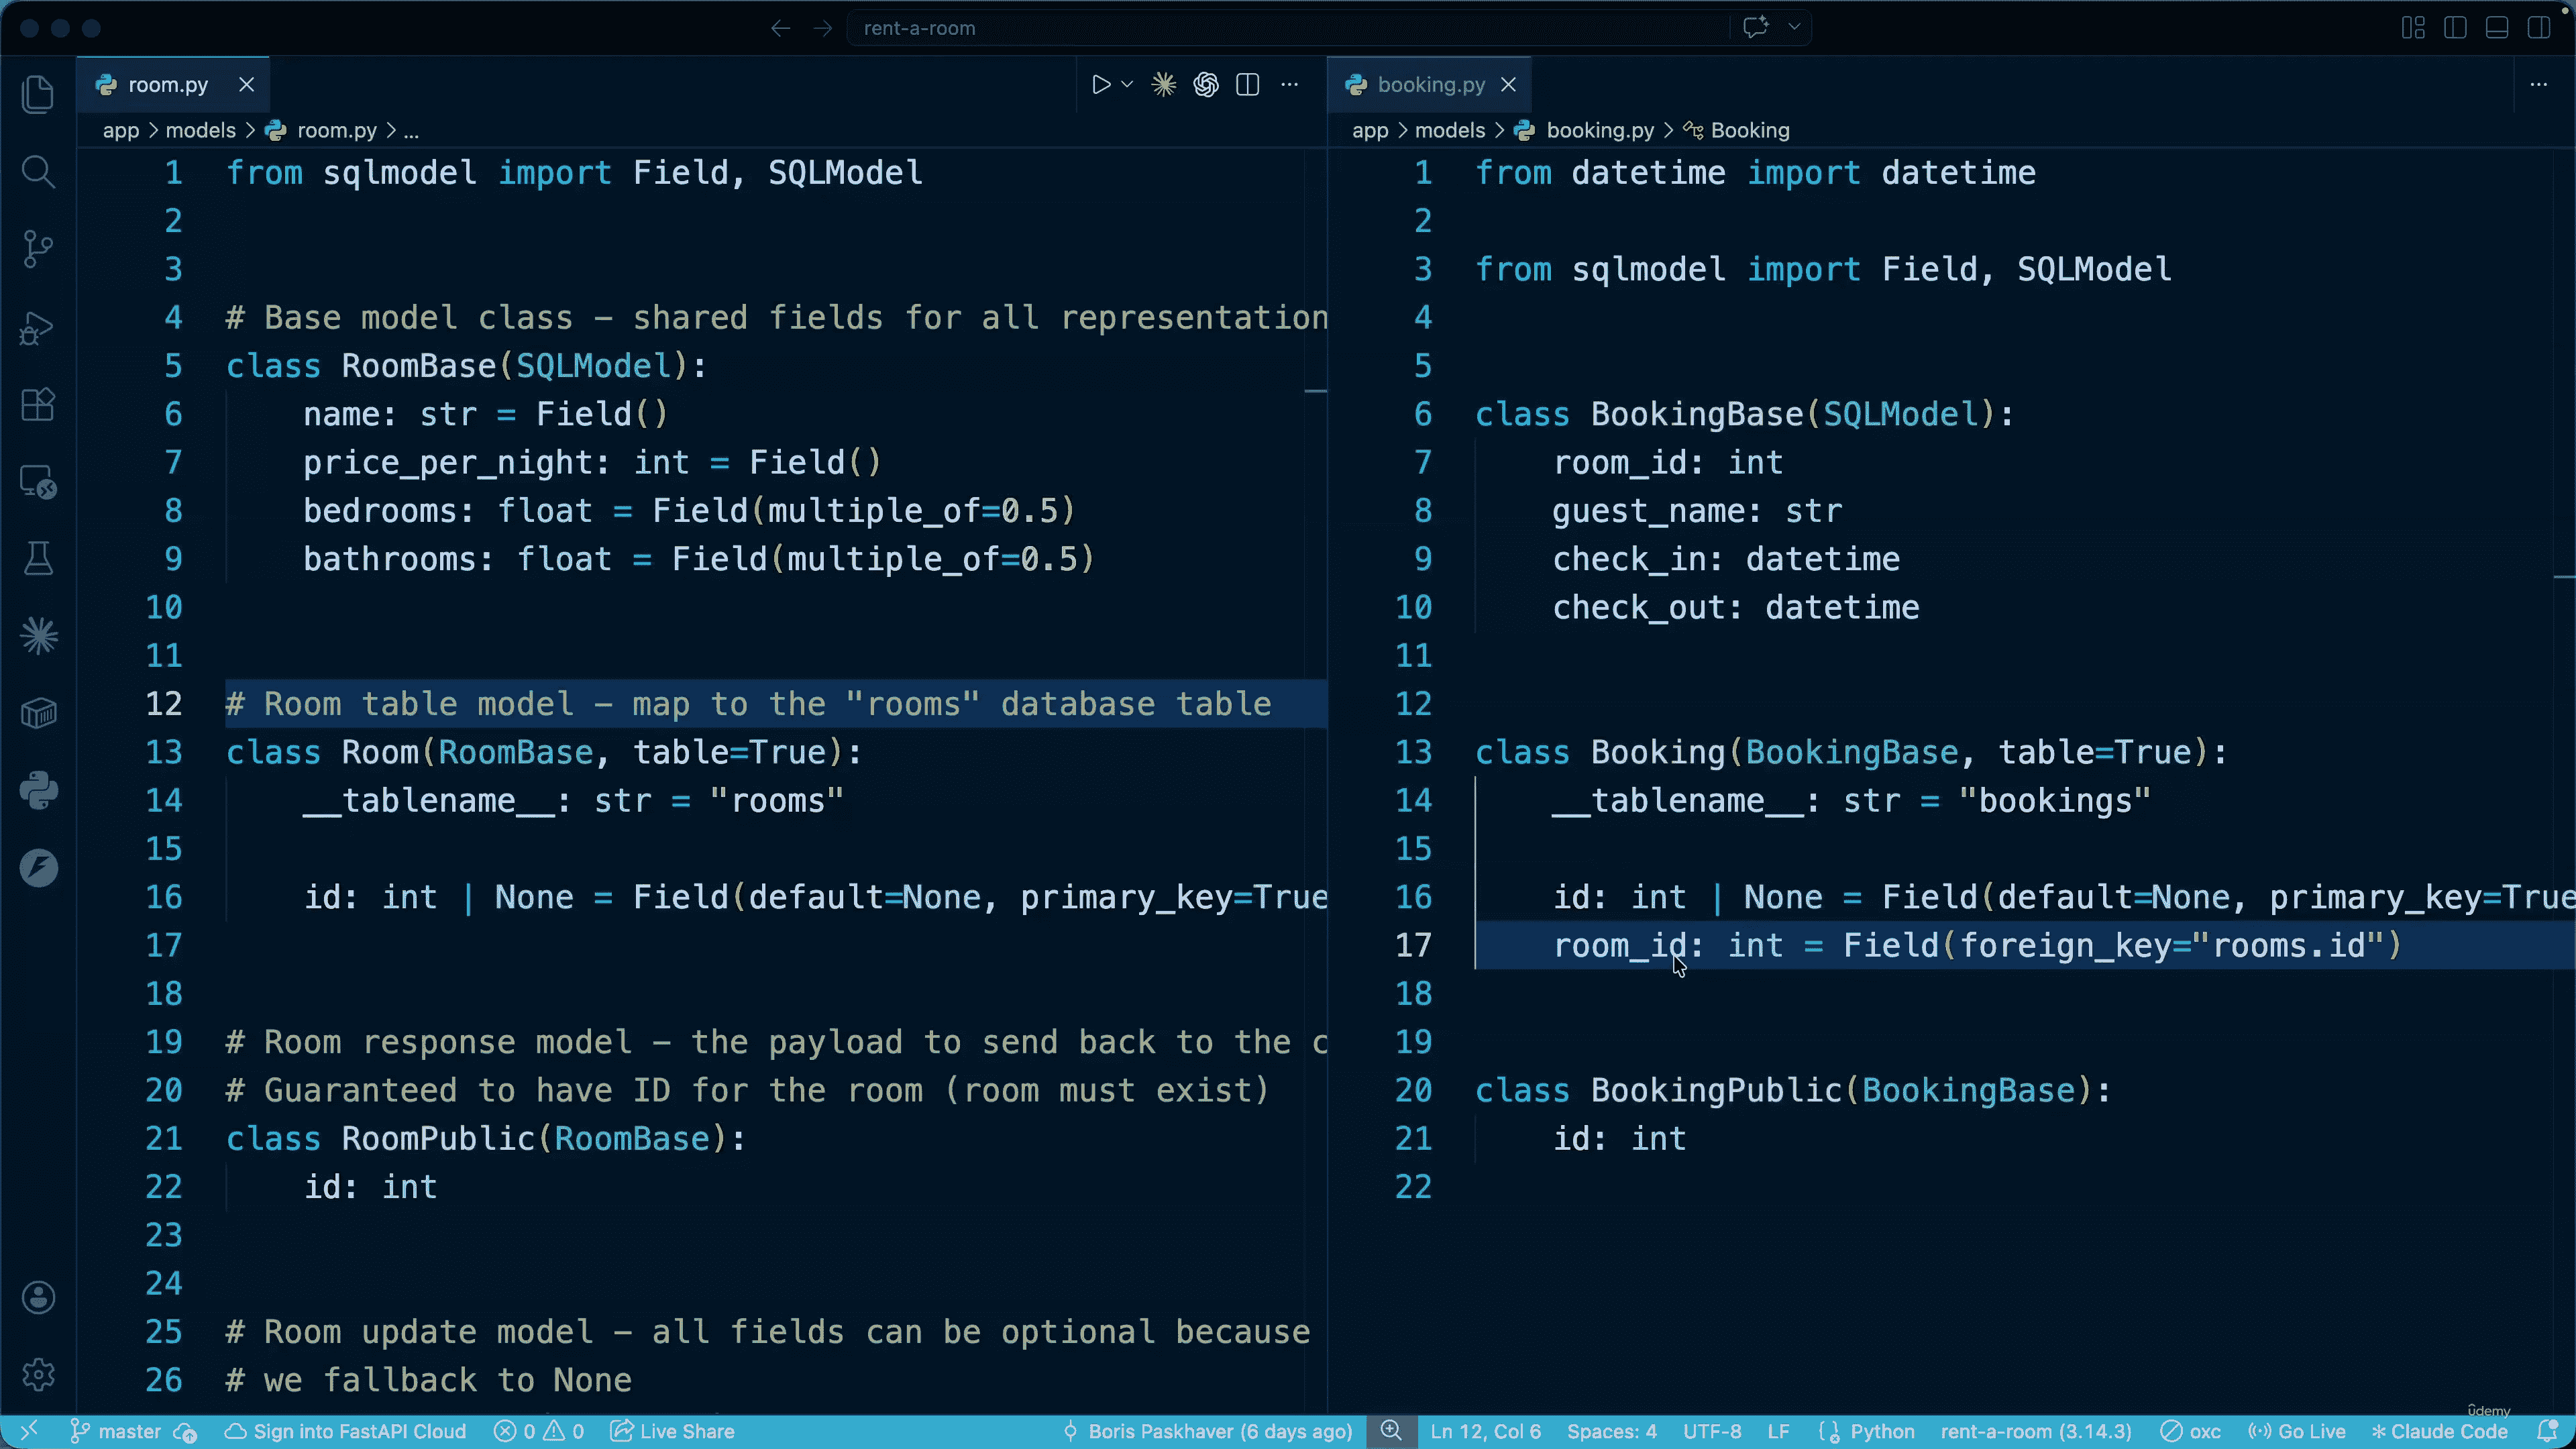 rent-a-room
room.py
app > models > room.py > ...
1 from sqlmodel import Field, SQLModel
2
3
4 # Base model class – shared fields for all representation
5 class RoomBase(SQLModel):
6 name: str = Field()
7 price_per_night: int = Field()
8 bedrooms: float = Field(multiple_of=0.5)
9 bathrooms: float = Field(multiple_of=0.5)
10
11
12 # Room table model – map to the "rooms" database table
13 class Room(RoomBase, table=True):
14 __tablename__: str = "rooms"
15
16 id: int | None = Field(default=None, primary_key=True
17
18
19 # Room response model – the payload to send back to the c
20 # Guaranteed to have ID for the room (room must exist)
21 class RoomPublic(RoomBase):
22 id: int
23
24
25 # Room update model – all fields can be optional because
26 # we fallback to None
booking.py
app > models > booking.py > Booking
1 from datetime import datetime
2
3 from sqlmodel import Field, SQLModel
4
5
6 class BookingBase(SQLModel):
7 room_id: int
8 guest_name: str
9 check_in: datetime
10 check_out: datetime
11
12
13 class Booking(BookingBase, table=True):
14 __tablename__: str = "bookings"
15
16 id: int | None = Field(default=None, primary_key=True
17 room_id: int = Field(foreign_key="rooms.id")
18
19
20 class BookingPublic(BookingBase):
21 id: int
22
ûdemy
master Sign into FastAPI Cloud 0 0 Live Share Boris Paskhaver (6 days ago) Ln 12, Col 6 Spaces: 4 UTF-8 LF Python rent-a-room (3.14.3) oxc Go Live Claude Code